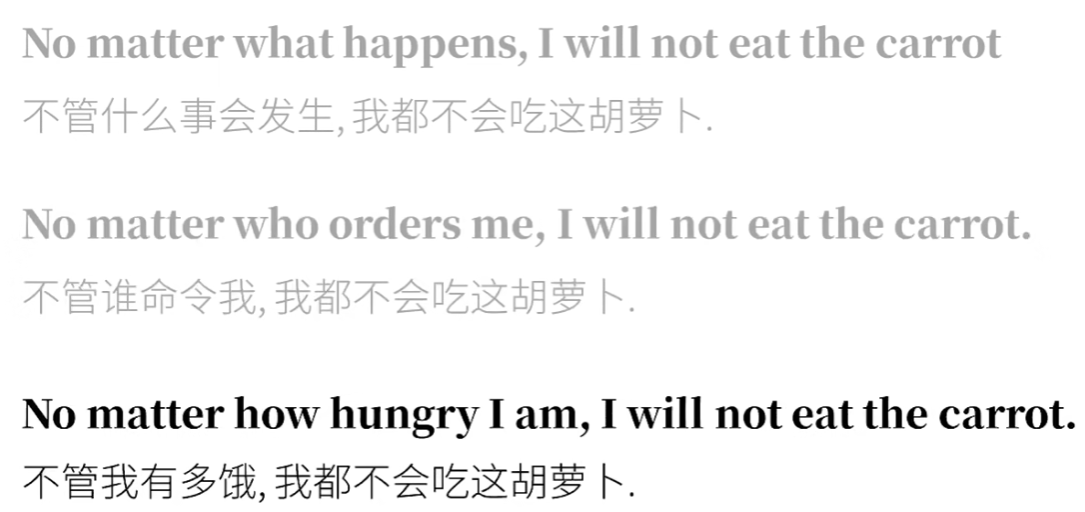 No matter what happens, I will not eat the carrot
不管什么事会发生,我都不会吃这胡萝卜.
No matter who orders me, I will not eat the carrot.
不管谁命令我,我都不会吃这胡萝卜.
No matter how hungry I am, I will not eat the carrot.
不管我有多饿,我都不会吃这胡萝卜.